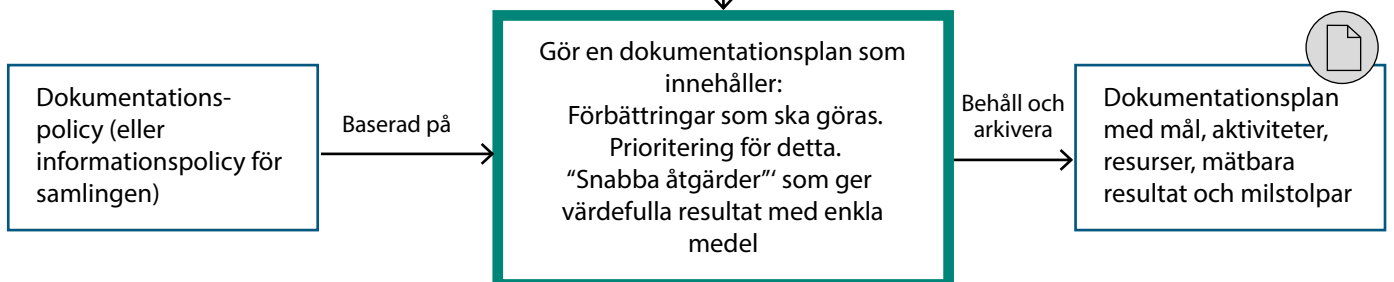 Dokumentations-
policy (eller
informationspolicy för
samlingen)
Baserad på
Gör en dokumentationsplan som
innehåller:
Förbättringar som ska göras.
Prioritering för detta.
“Snabba åtgärder”‘ som ger
värdefulla resultat med enkla
medel
Behåll och
arkivera
Dokumentationsplan
med mål, aktiviteter,
resurser, mätbara
resultat och milstolpar